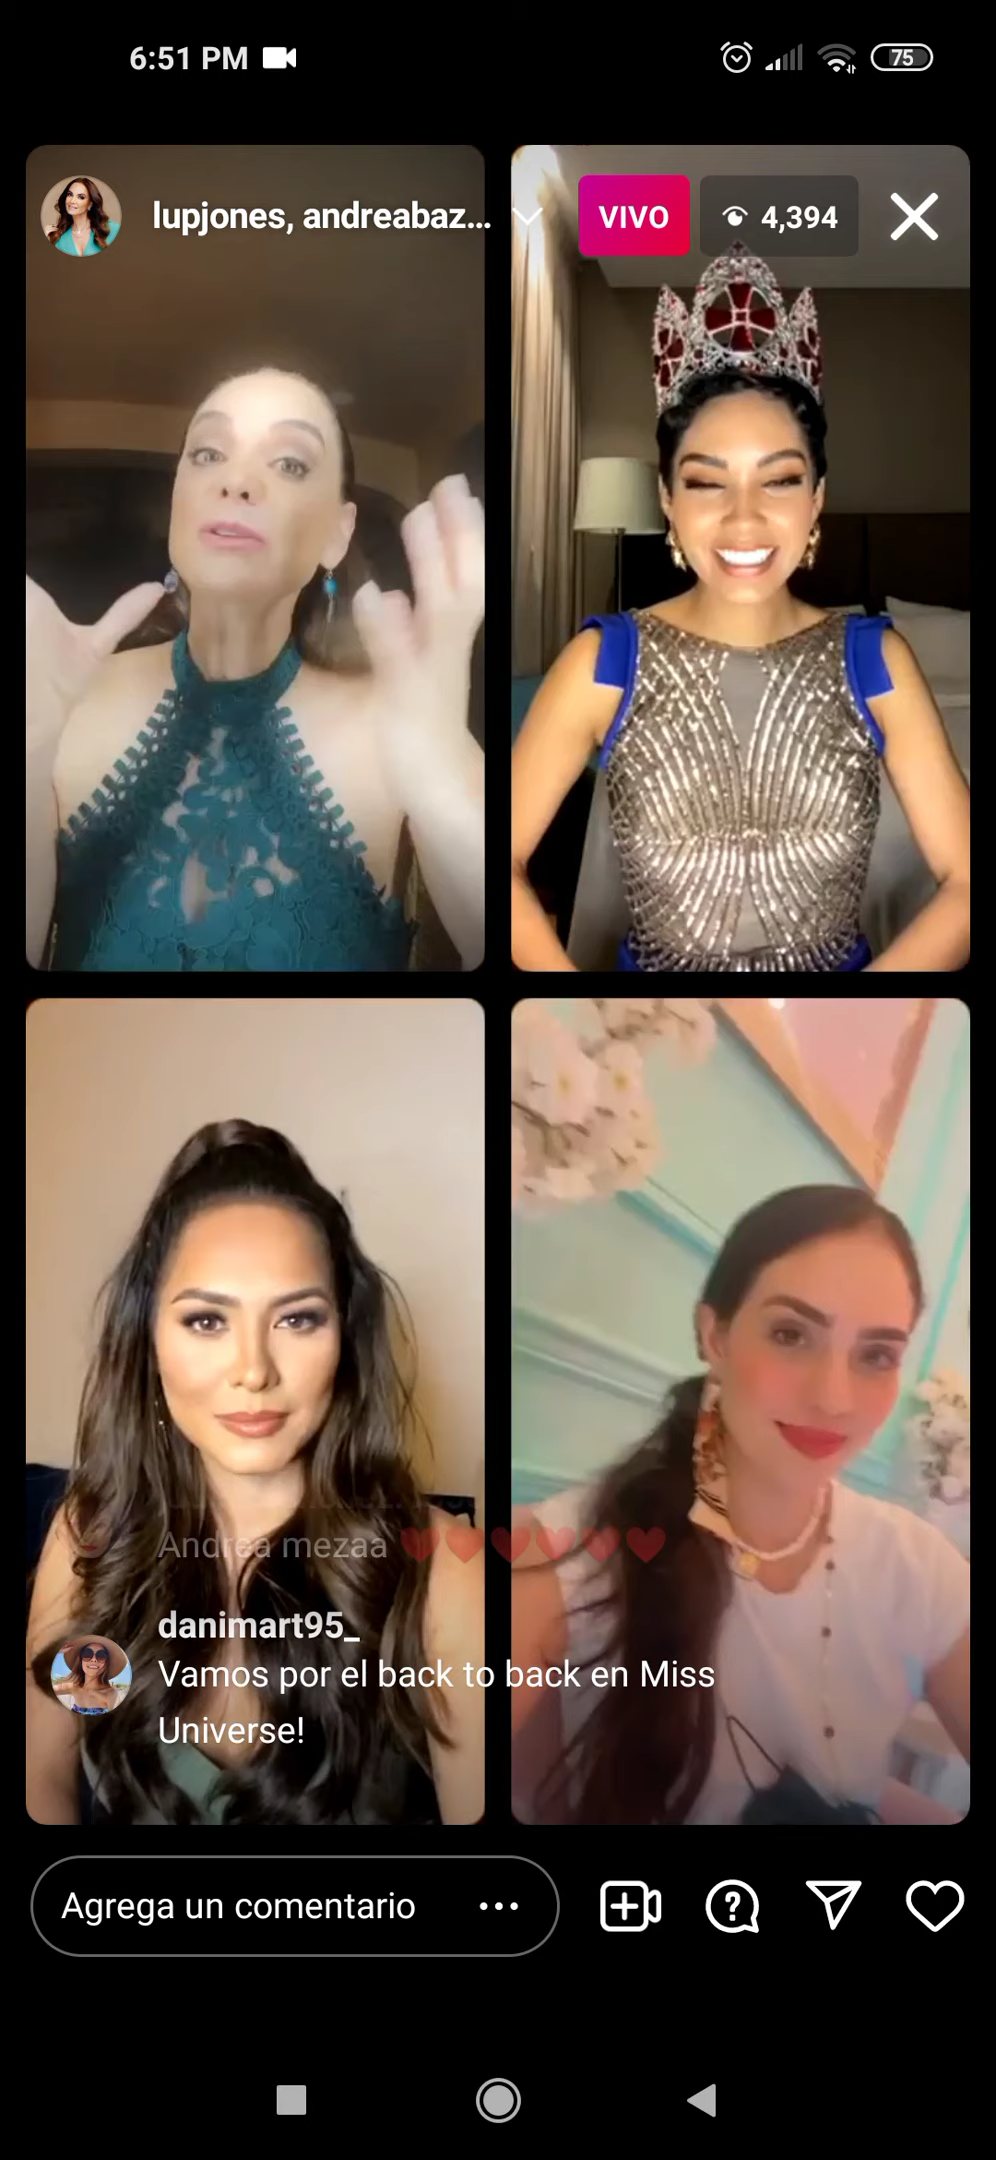 6:51 PM
75
lupjones, andreabaz...
VIVO
4,394
Andrea mezaa ❤❤❤❤❤❤
danimart95_
Vamos por el back to back en Miss
Universe!
Agrega un comentario